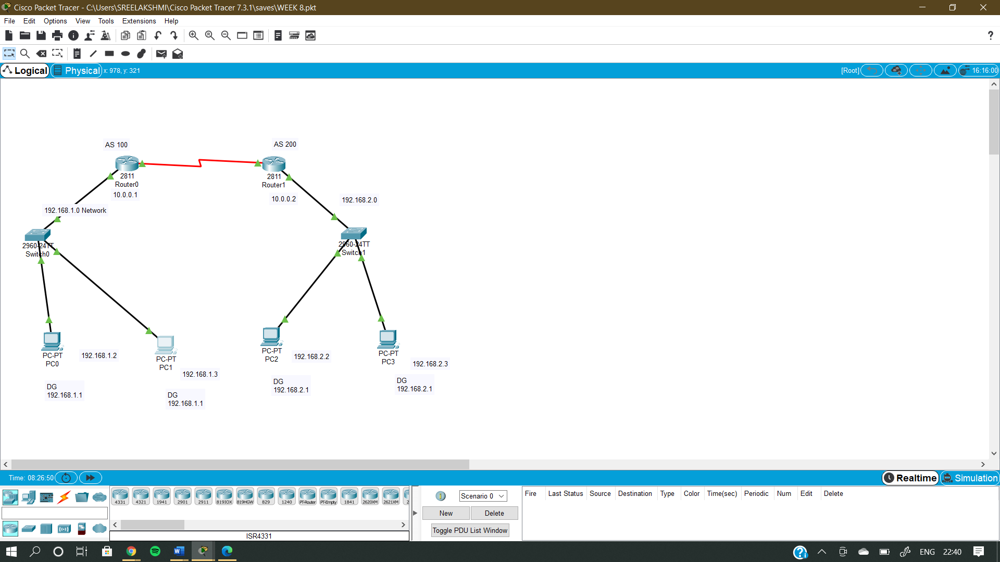 Cisco Packet Tracer - C:\Users\SREELAKSHMI\Cisco Packet Tracer 7.3.1\saves\WEEK 8.pkt
File Edit Options View Tools Extensions Help
?
Logical Physical x: 978, y: 321 [Root] 16:16:00
AS 100
AS 200
2811
Router0
10.0.0.1
2811
Router1
10.0.0.2
192.168.2.0
192.168.1.0 Network
2960-24TT
Switch0
2960-24TT
Switch1
PC-PT
PC0
192.168.1.2
PC-PT
PC1
192.168.1.3
PC-PT
PC2
192.168.2.2
PC-PT
PC3
192.168.2.3
DG
192.168.1.1
DG
192.168.1.1
DG
192.168.2.1
DG
192.168.2.1
Time: 08:26:50 Realtime Simulation
4331 4321 1941 2901 2911 819IOX 819HGW 829 1240 PT-Router PT-Empty 1841 2620XM 2621XM 2
ISR4331
Scenario 0
New Delete
Toggle PDU List Window
Fire Last Status Source Destination Type Color Time(sec) Periodic Num Edit Delete
ENG 22:40